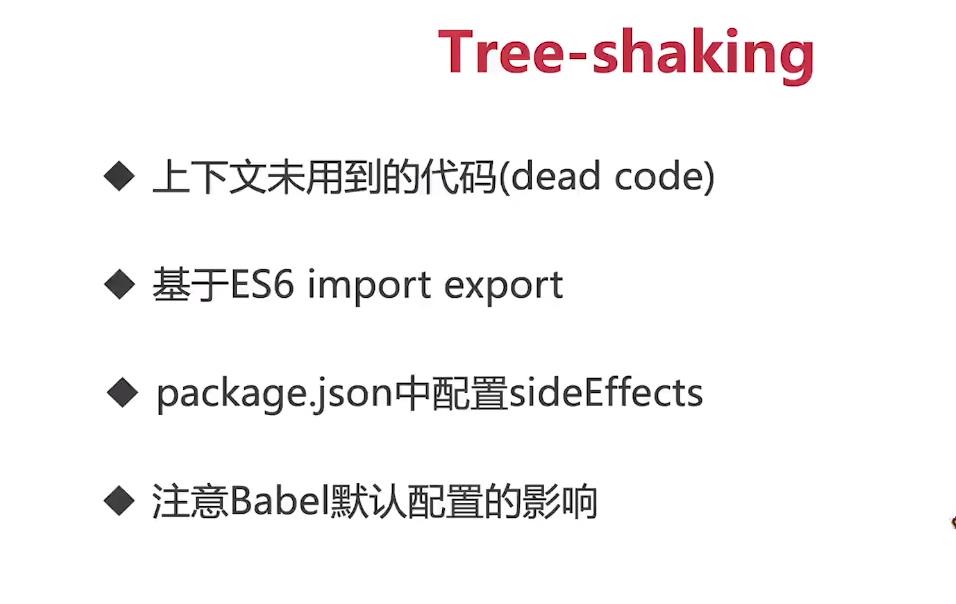 Tree-shaking
上下文未用到的代码(dead code)
基于ES6 import export
package.json中配置sideEffects
注意Babel默认配置的影响